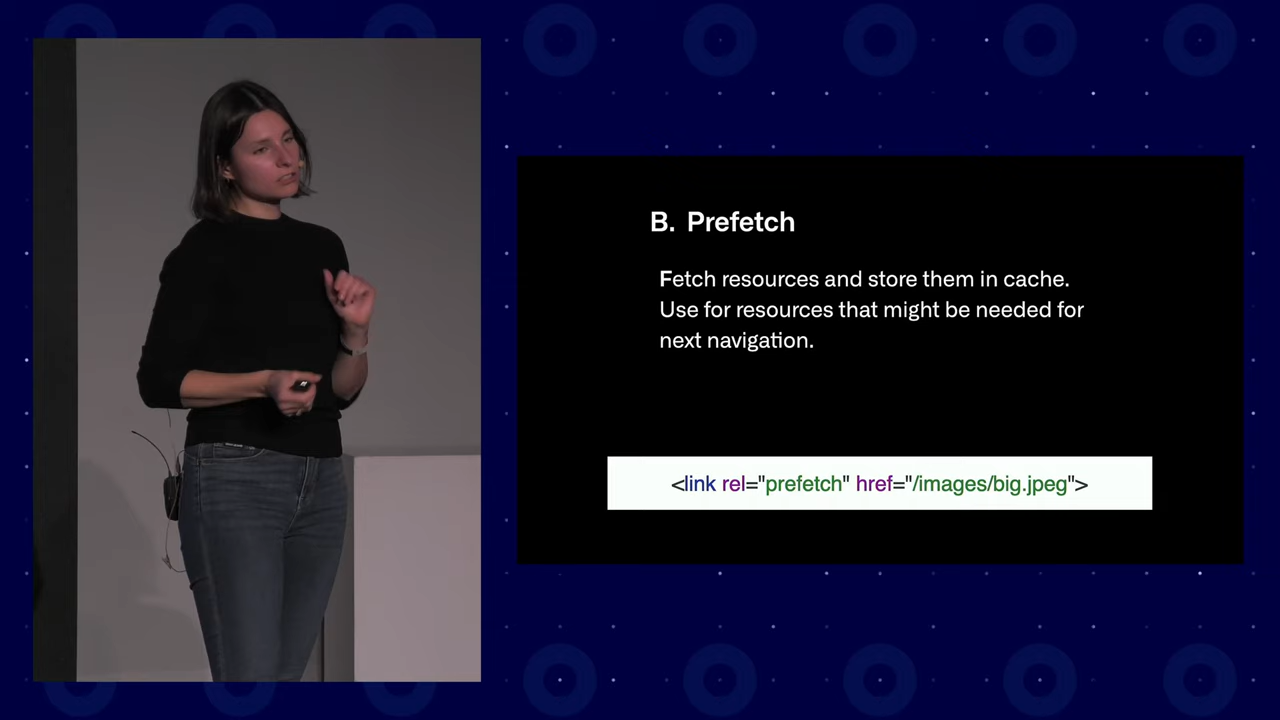 B. Prefetch
Fetch resources and store them in cache.
Use for resources that might be needed for
next navigation.
<link rel="prefetch" href="/images/big.jpeg">